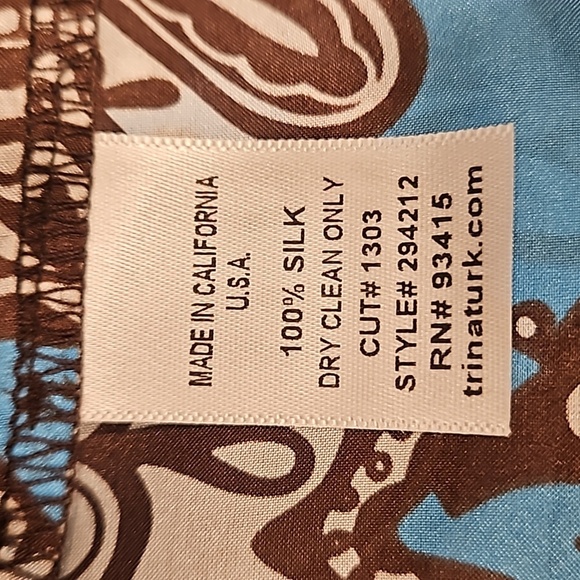 MADE IN CALIFORNIA
U.S.A.
100% SILK
DRY CLEAN ONLY
CUT# 1303
STYLE# 294212
RN# 93415
trinaturk.com